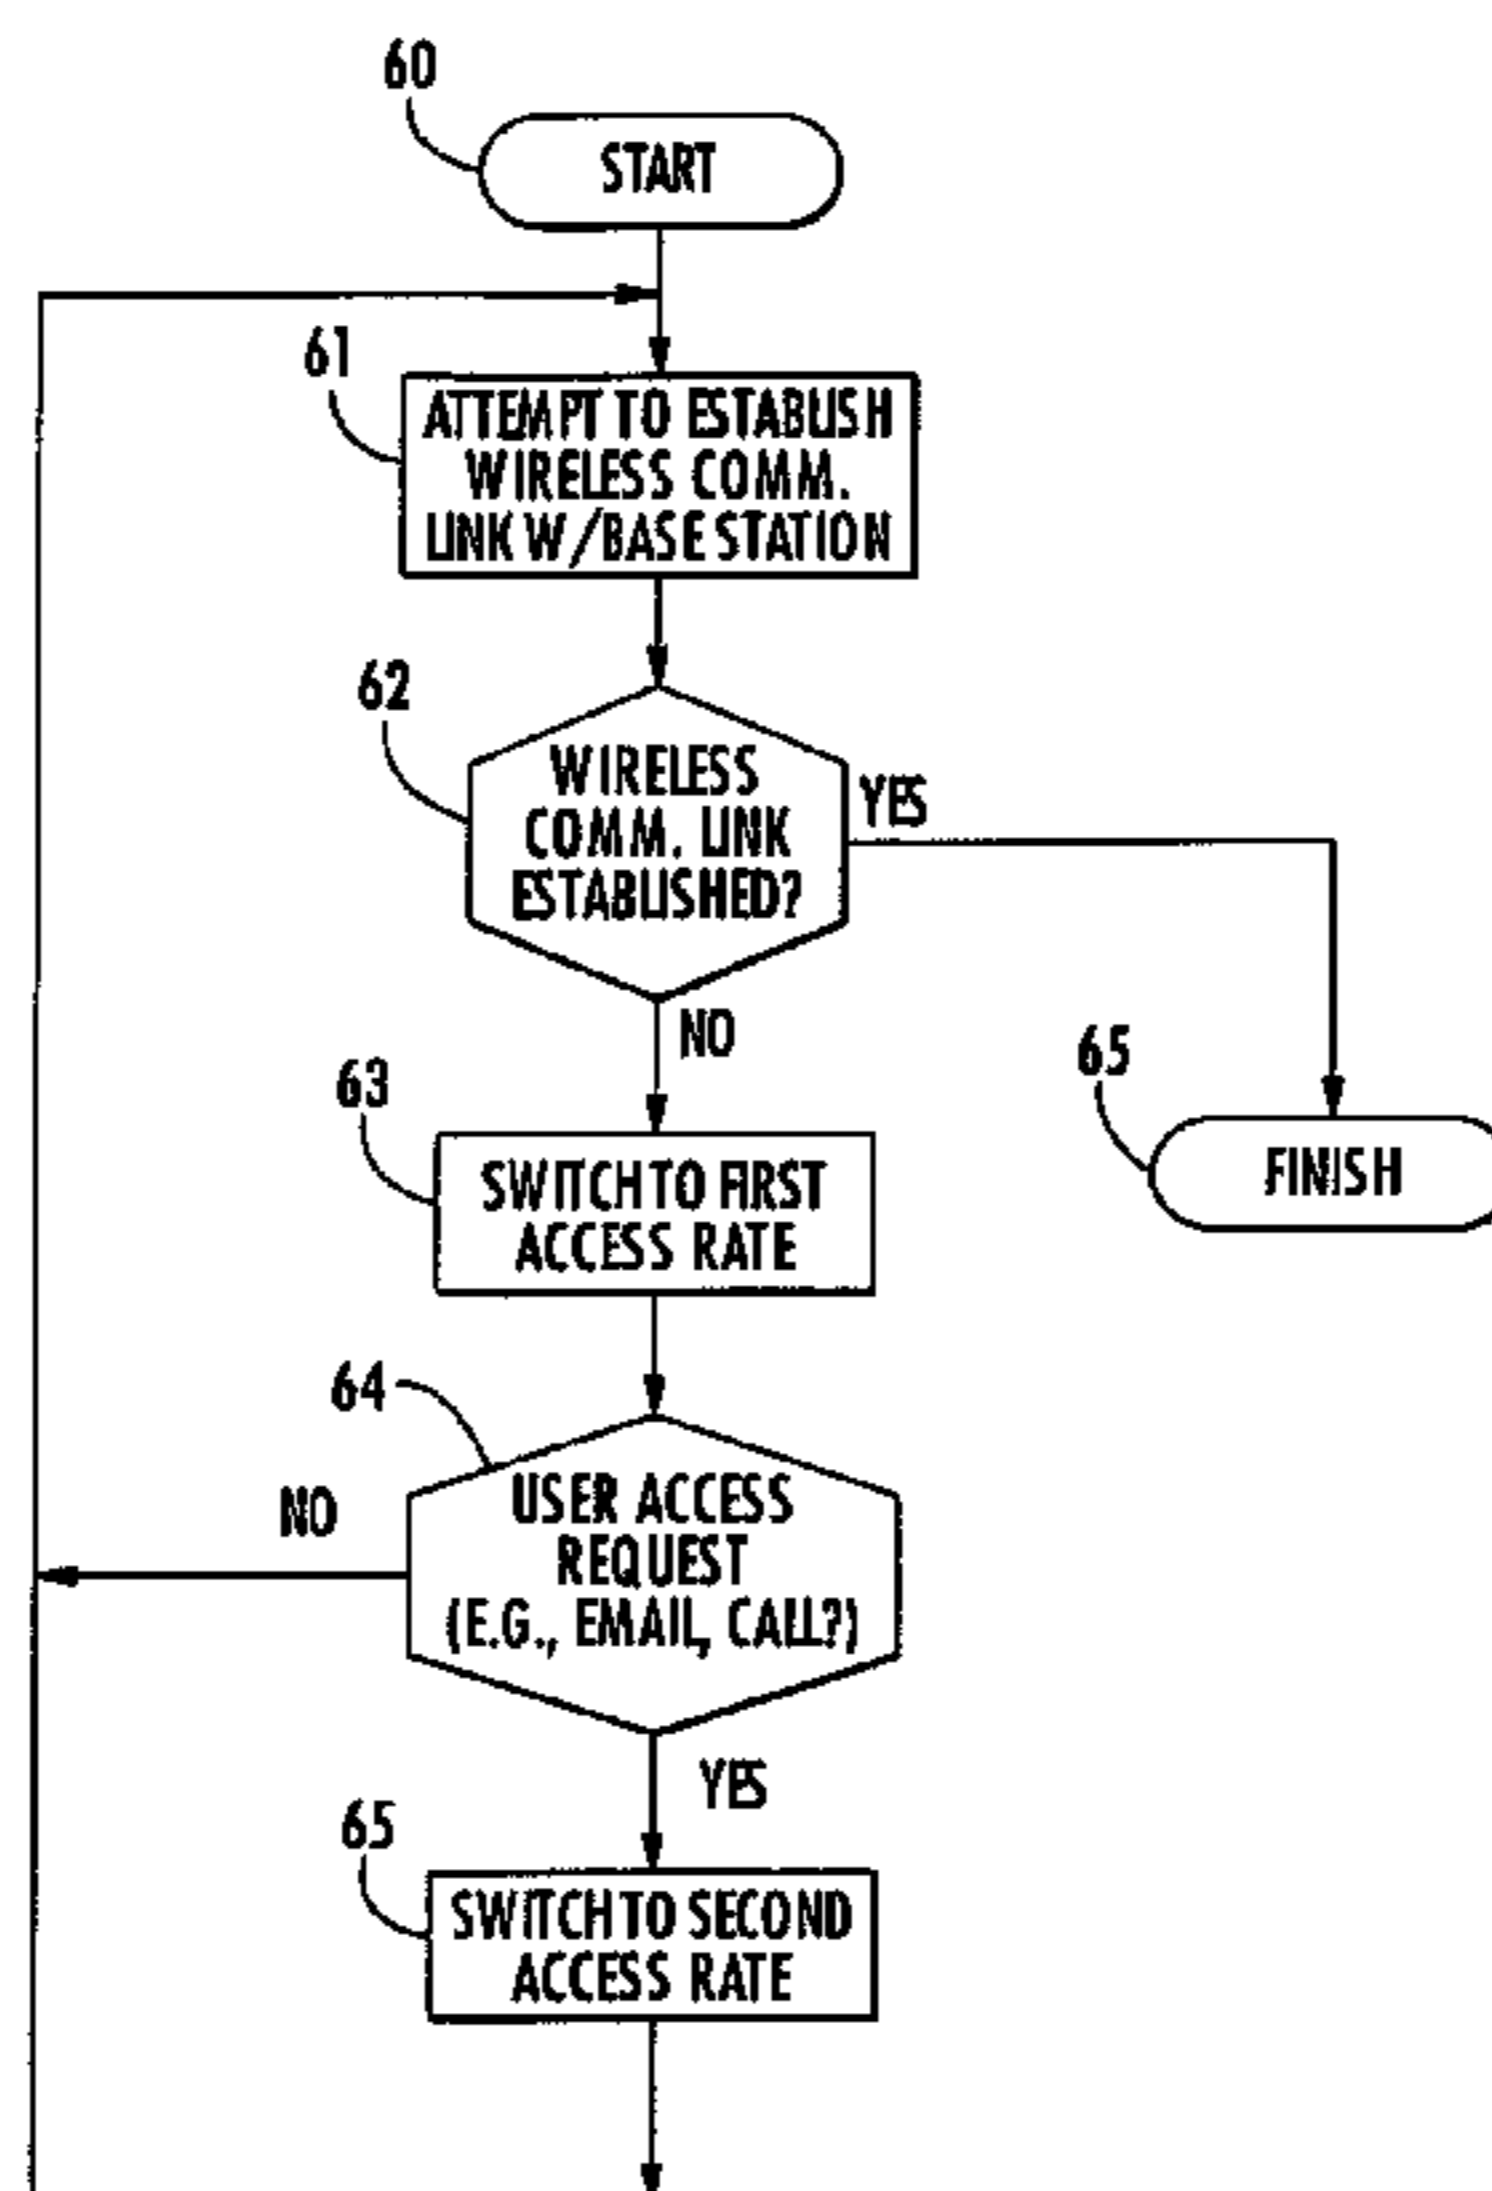 60
START
61
ATTEMPT TO ESTABLISH
WIRELESS COMM.
LINK W/BASE STATION
62
WIRELESS
COMM. LINK
ESTABLISHED?
YES
NO
65
FINISH
63
SWITCH TO FIRST
ACCESS RATE
64
NO
USER ACCESS
REQUEST
(E.G., EMAIL, CALL?)
YES
65
SWITCH TO SECOND
ACCESS RATE